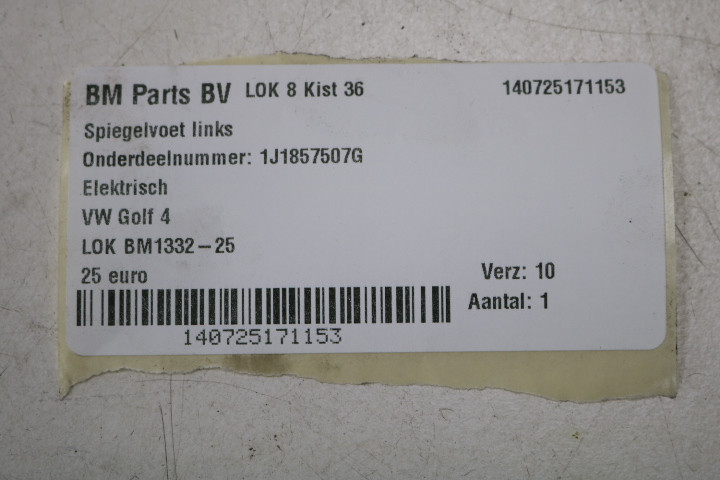 BM Parts BV LOK 8 Kist 36 140725171153
Spiegelvoet links
Onderdeelnummer: 1J1857507G
Elektrisch
VW Golf 4
LOK BM1332-25
25 euro Verz: 10
Aantal: 1
140725171153